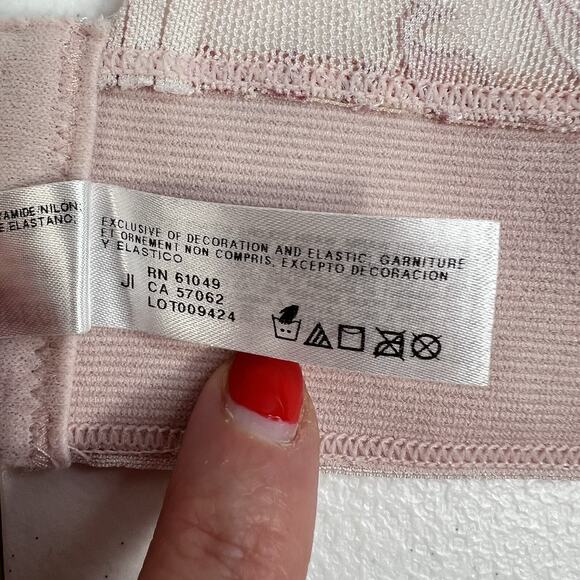 AMIDE/NILON:
E ELASTANO:
EXCLUSIVE OF DECORATION AND ELASTIC, GARNITURE
ET ORNEMENT NON COMPRIS, EXCEPTO DECORACION
Y ELASTICO
RN 61049
JI CA 57062
LOT009424